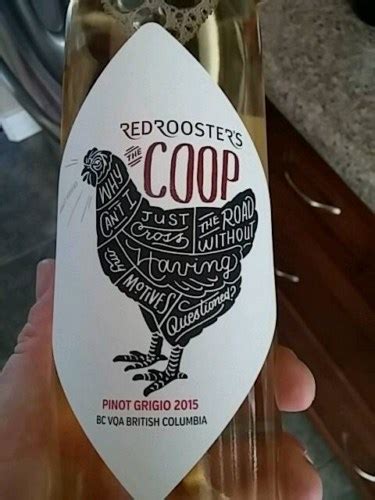 REDROOSTER'S
THE
COOP
WHY
CAN'T I
JUST
Cross
THE ROAD
WITHOUT
Having
my
MOTIVES
Questioned?
PINOT GRIGIO 2015
BC VQA BRITISH COLUMBIA